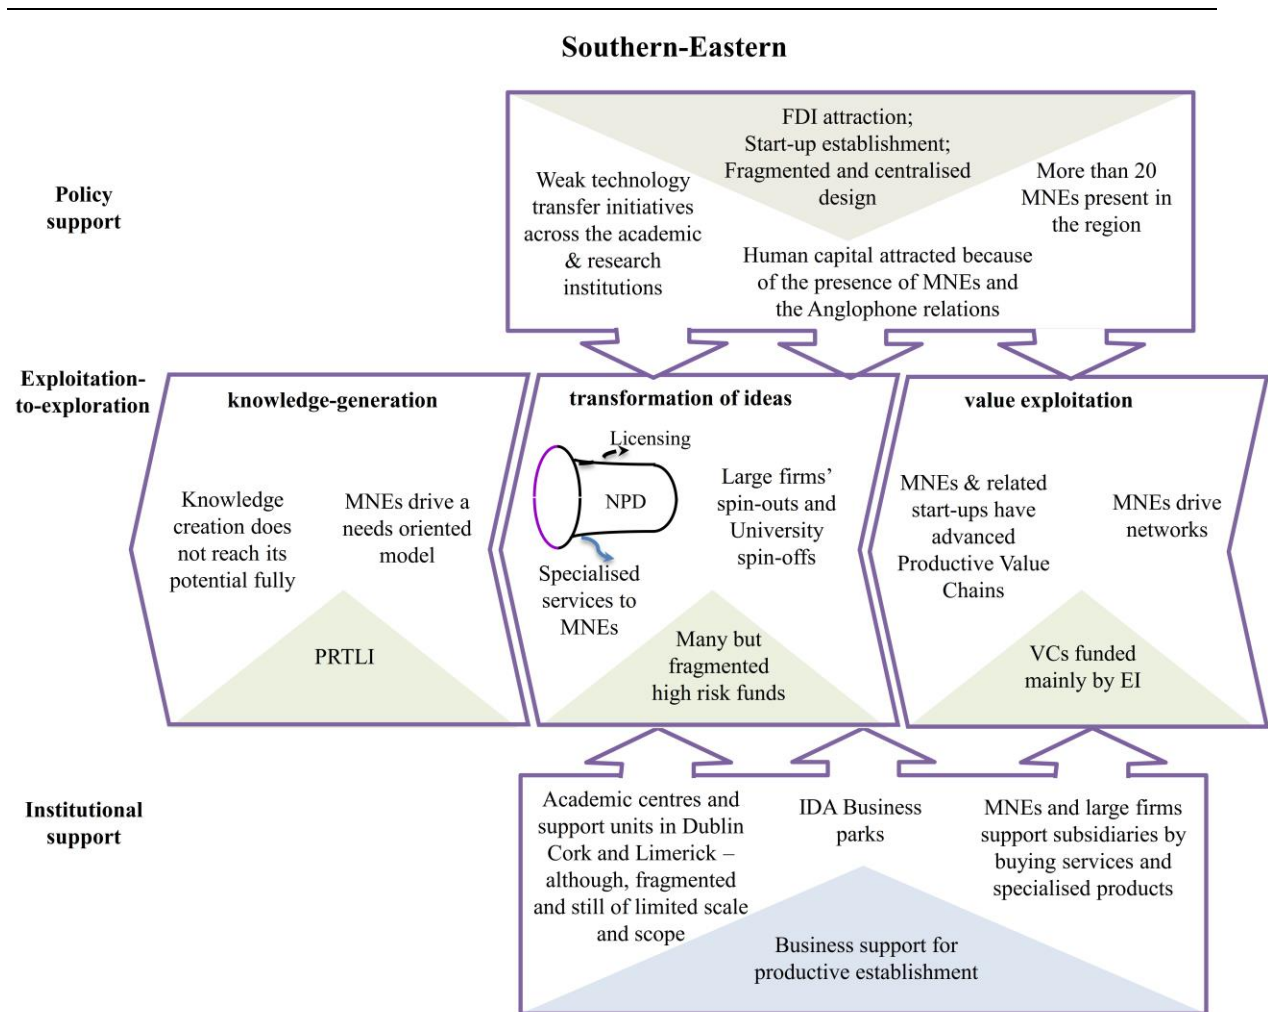 Southern-Eastern
Policy
support
FDI attraction;
Start-up establishment;
Fragmented and centralised
design
Weak technology
transfer initiatives
across the academic
& research
institutions
More than 20
MNEs present in
the region
Human capital attracted because
of the presence of MNEs and
the Anglophone relations
Exploitation-
to-exploration
knowledge-generation
Knowledge
creation does
not reach its
potential fully
MNEs drive a
needs oriented
model
PRTLI
transformation of ideas
Licensing
NPD
Specialised
services to
MNEs
Large firms’
spin-outs and
University
spin-offs
Many but
fragmented
high risk funds
value exploitation
MNEs & related
start-ups have
advanced
Productive Value
Chains
MNEs drive
networks
VCs funded
mainly by EI
Institutional
support
Academic centres and
support units in Dublin
Cork and Limerick –
although, fragmented
and still of limited scale
and scope
IDA Business
parks
MNEs and large firms
support subsidiaries by
buying services and
specialised products
Business support for
productive establishment